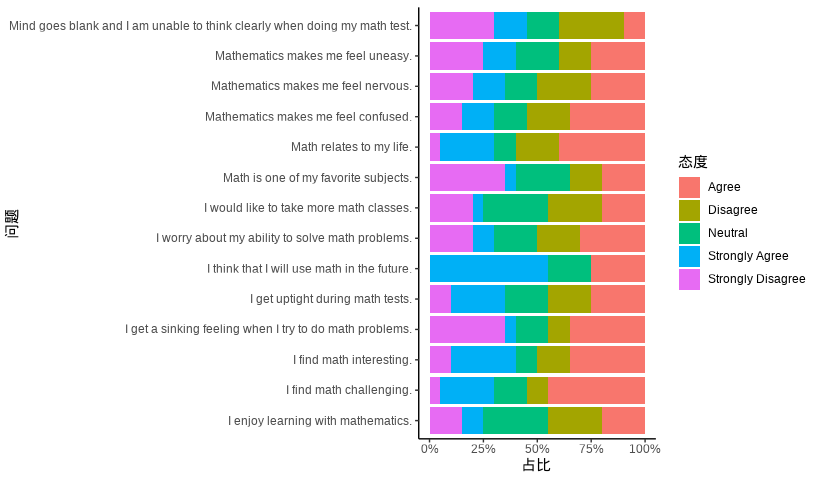 Mind goes blank and I am unable to think clearly when doing my math test.
Mathematics makes me feel uneasy.
Mathematics makes me feel nervous.
Mathematics makes me feel confused.
Math relates to my life.
Math is one of my favorite subjects.
I would like to take more math classes.
I worry about my ability to solve math problems.
I think that I will use math in the future.
I get uptight during math tests.
I get a sinking feeling when I try to do math problems.
I find math interesting.
I find math challenging.
I enjoy learning with mathematics.
问题
0% 25% 50% 75% 100%
占比
态度
Agree
Disagree
Neutral
Strongly Agree
Strongly Disagree